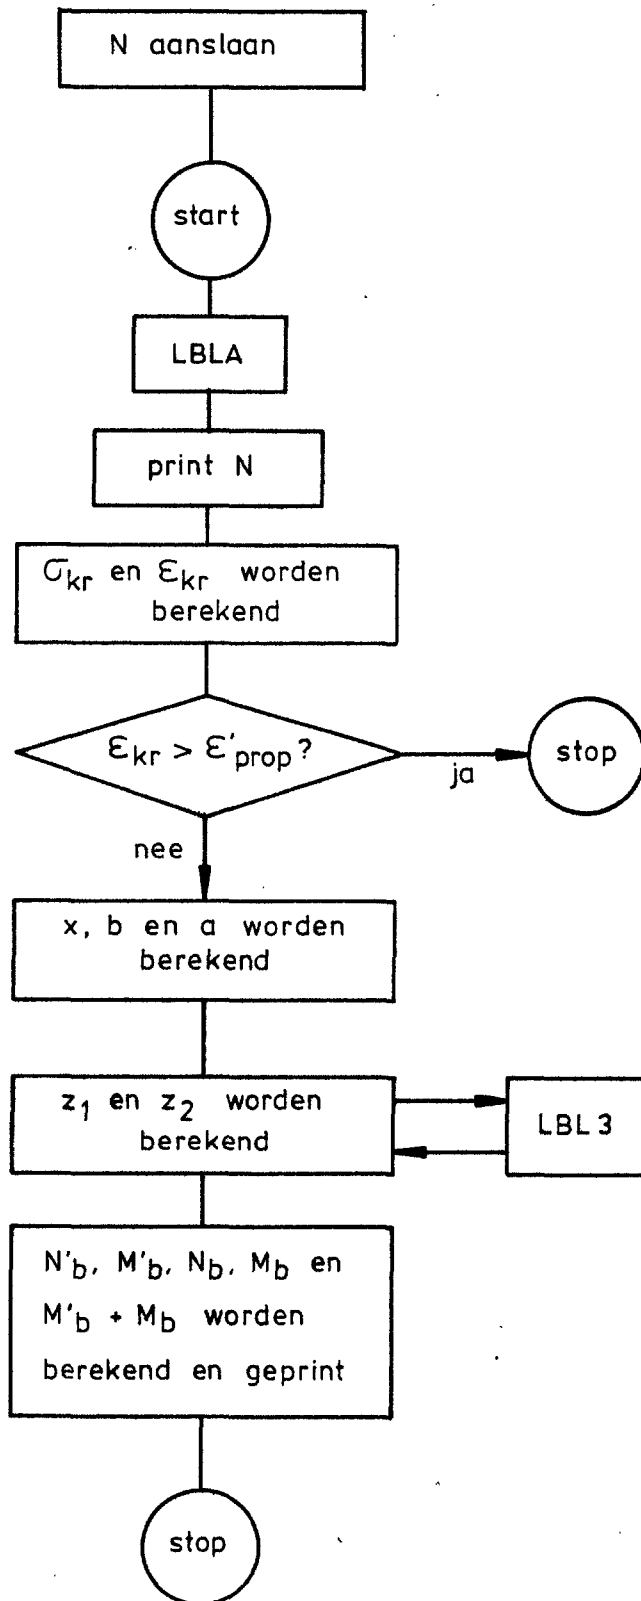 N aanslaan
start
LBLA
print N
σkr en εkr worden
berekend
εkr > ε'prop?
ja
stop
nee
x, b en a worden
berekend
z1 en z2 worden
berekend
LBL 3
N'b, M'b, Nb, Mb en
M'b + Mb worden
berekend en geprint
stop